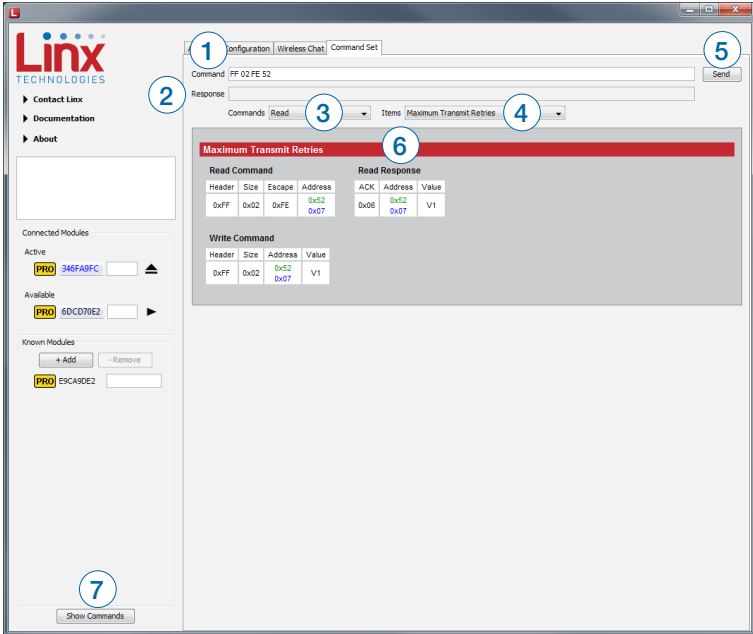 L
Linx
TECHNOLOGIES
Contact Linx
Documentation
About
Connected Modules
Active
PRO 346FA9FC
Available
PRO 6DCD70E2
Known Modules
+ Add - Remove
PRO E9CA9DE2
7
Show Commands
1 Wireless Chat Command Set
5
Command FF 02 FE 52 Send
2
Response
Commands Read 3 Items Maximum Transmit Retries 4
6
Maximum Transmit Retries
Read Command Read Response
Header Size Escape Address ACK Address Value
0xFF 0x02 0xFE 0x52 0x07 0x06 0x52 0x07 V1
Write Command
Header Size Address Value
0xFF 0x02 0x52 0x07 V1